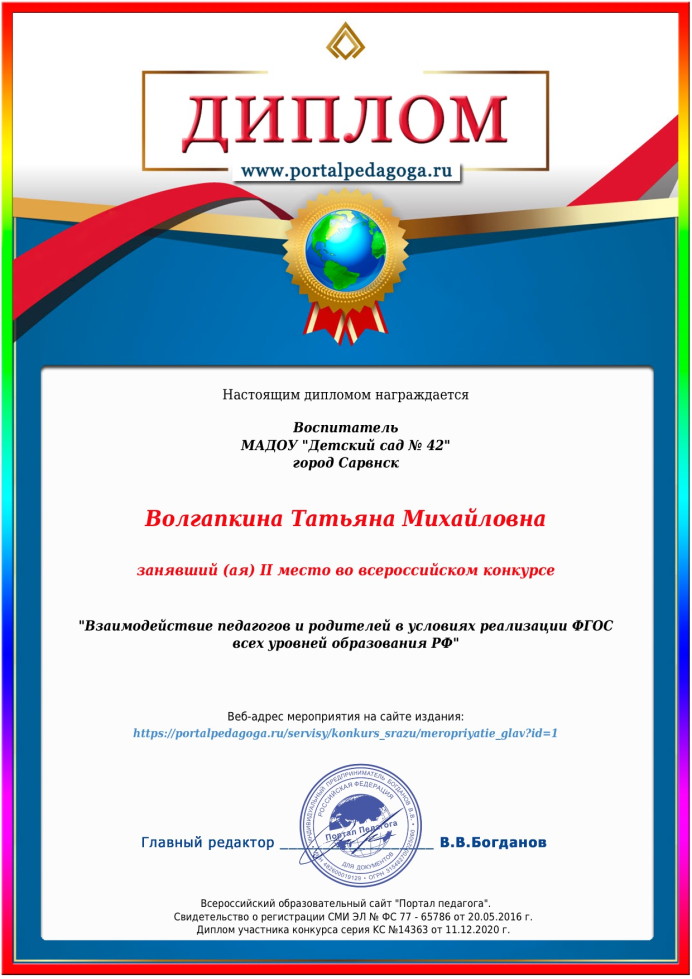 ДИПЛОМ
www.portalpedagoga.ru
Настоящим дипломом награждается
Воспитатель
МАДОУ "Детский сад № 42"
город Сарвнск
Волгапкина Татьяна Михайловна
занявший (ая) II место во всероссийском конкурсе
"Взаимодействие педагогов и родителей в условиях реализации ФГОС
всех уровней образования РФ"
Веб-адрес мероприятия на сайте издания:
https://portalpedagoga.ru/servisy/konkurs_srazu/meropriyatie_glav?id=1
ИНДИВИДУАЛЬНЫЙ ПРЕДПРИНИМАТЕЛЬ БОГДАНОВ В.В.
РОССИЙСКАЯ ФЕДЕРАЦИЯ
Портал Педагога
ДЛЯ ДОКУМЕНТОВ
Главный редактор ____________________ В.В.Богданов
Всероссийский образовательный сайт "Портал педагога".
Свидетельство о регистрации СМИ ЭЛ № ФС 77 - 65786 от 20.05.2016 г.
Диплом участника конкурса серия КС №14363 от 11.12.2020 г.